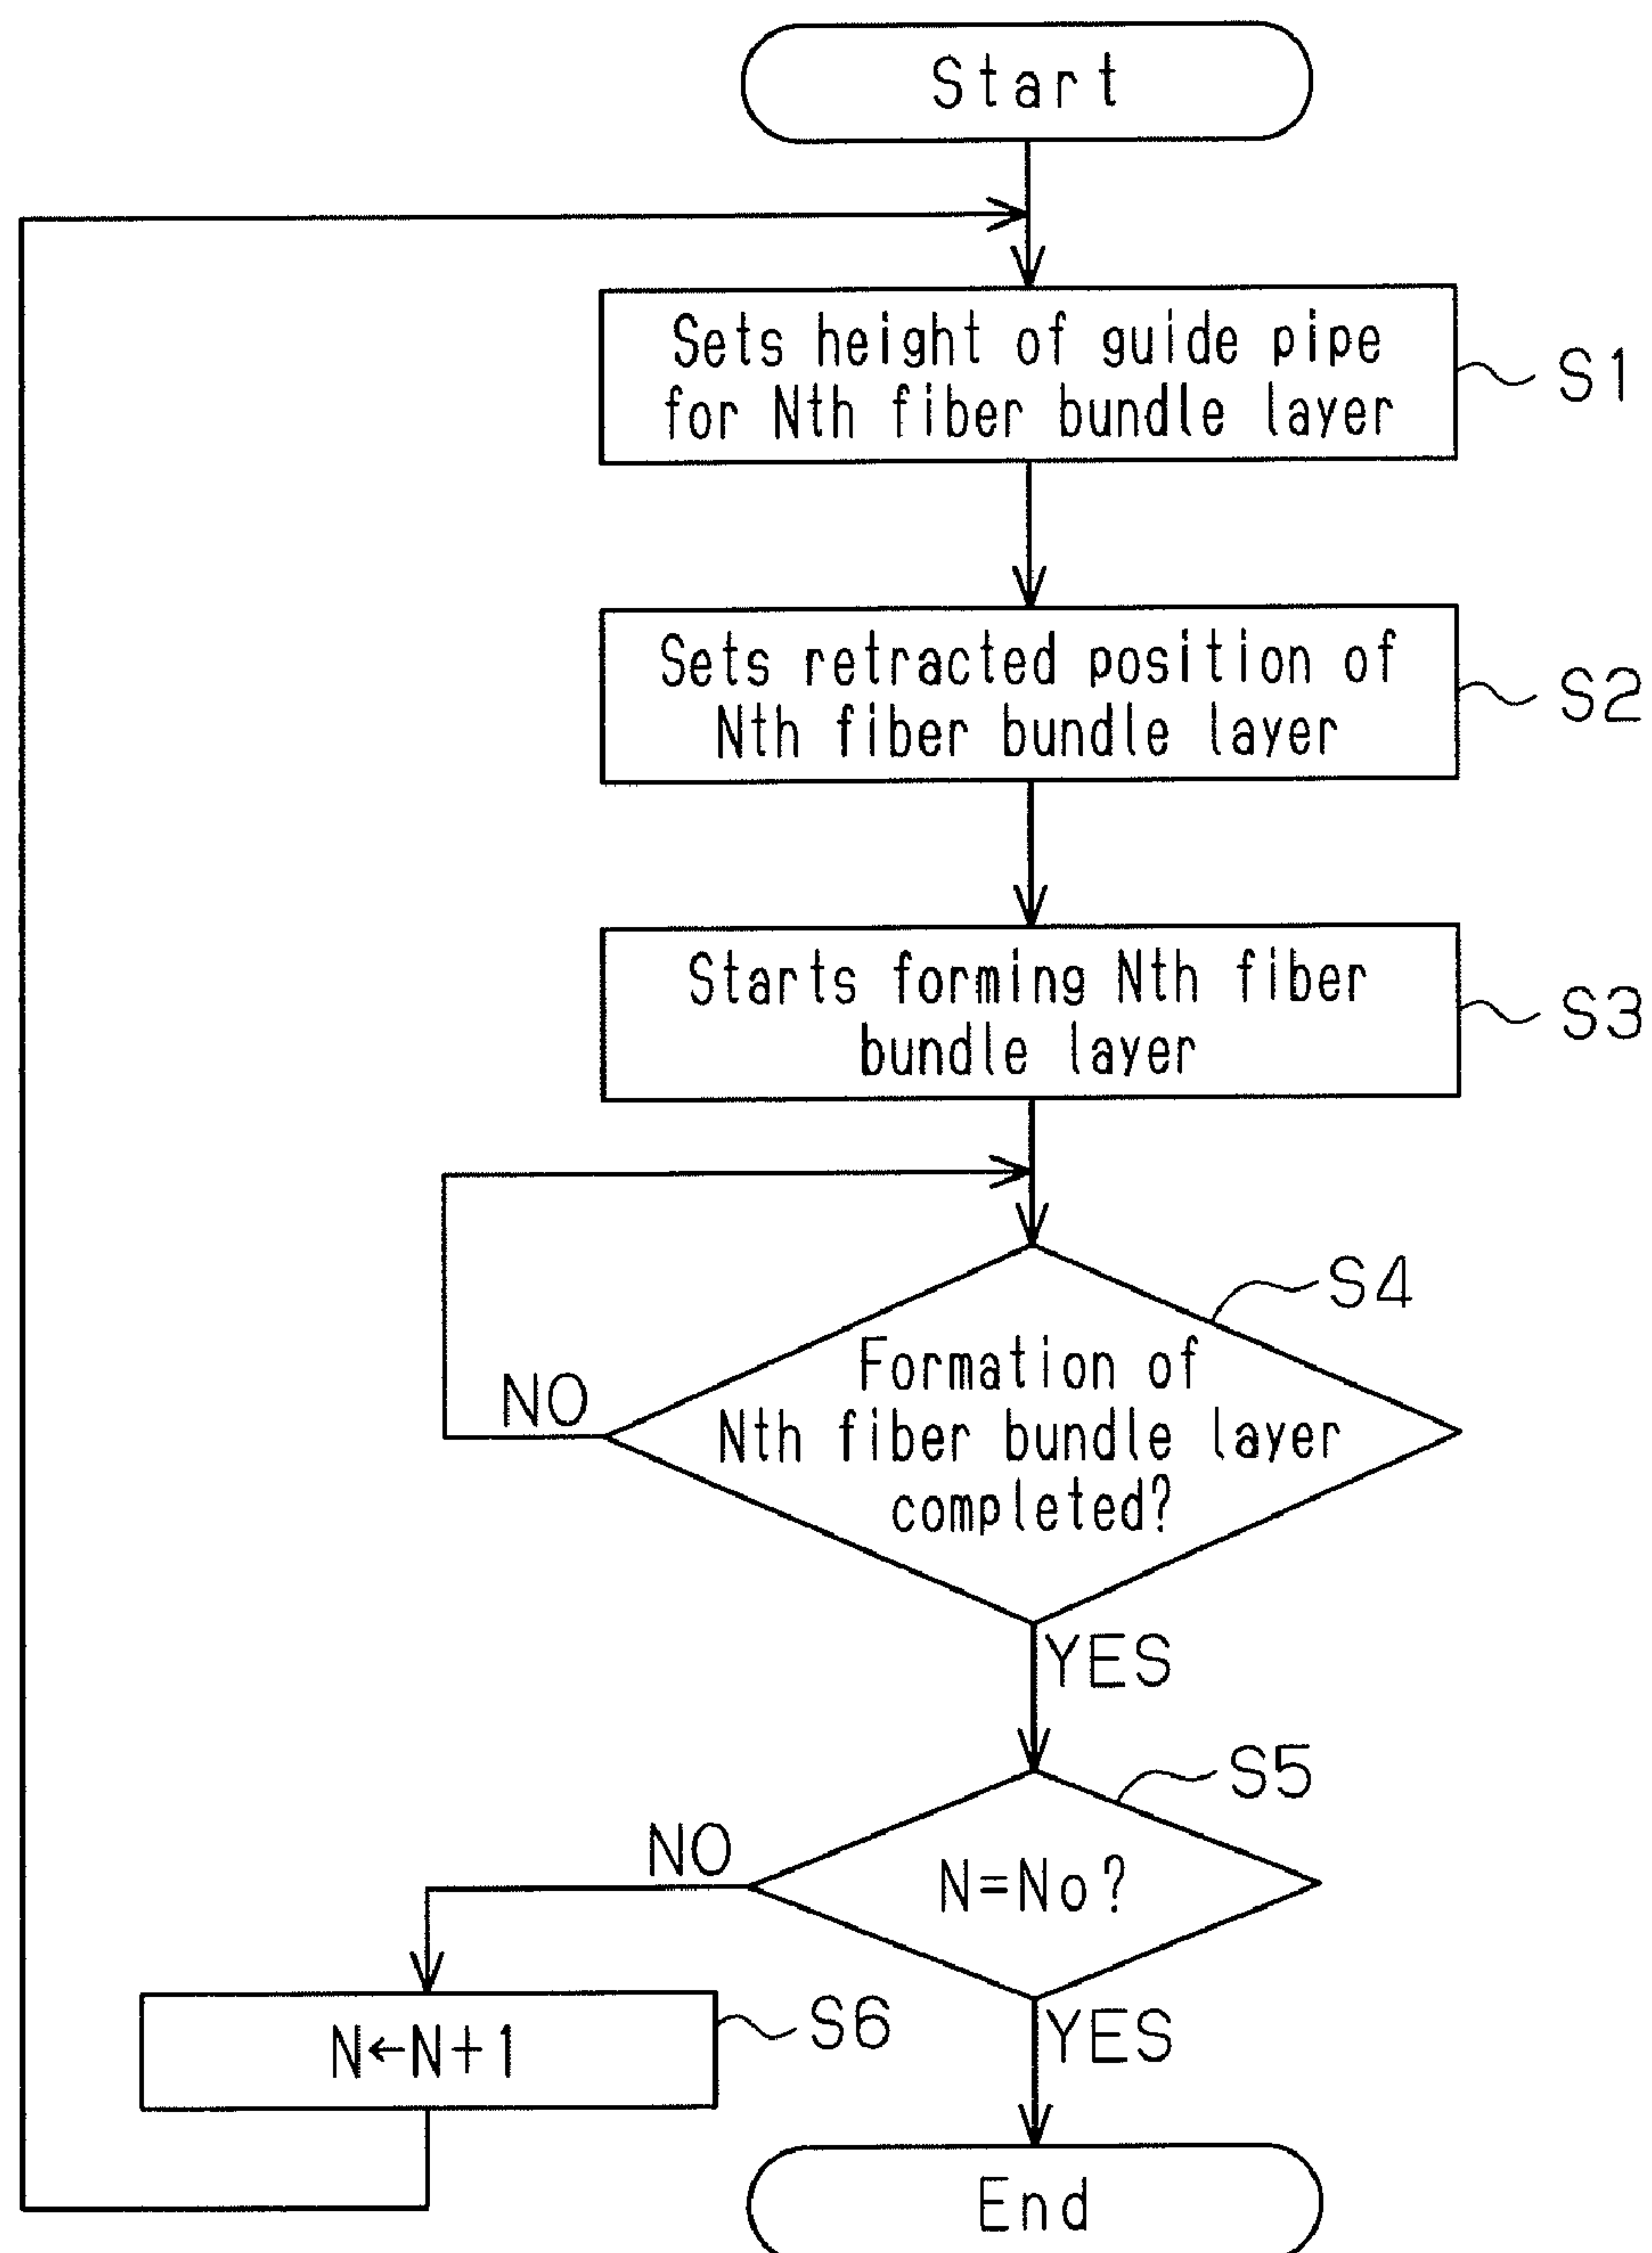 Start
Sets height of guide pipe
for Nth fiber bundle layer
S1
Sets retracted position of
Nth fiber bundle layer
S2
Starts forming Nth fiber
bundle layer
S3
S4
Formation of
Nth fiber bundle layer
completed?
NO
YES
S5
NO
N=No?
S6
N←N+1
YES
End